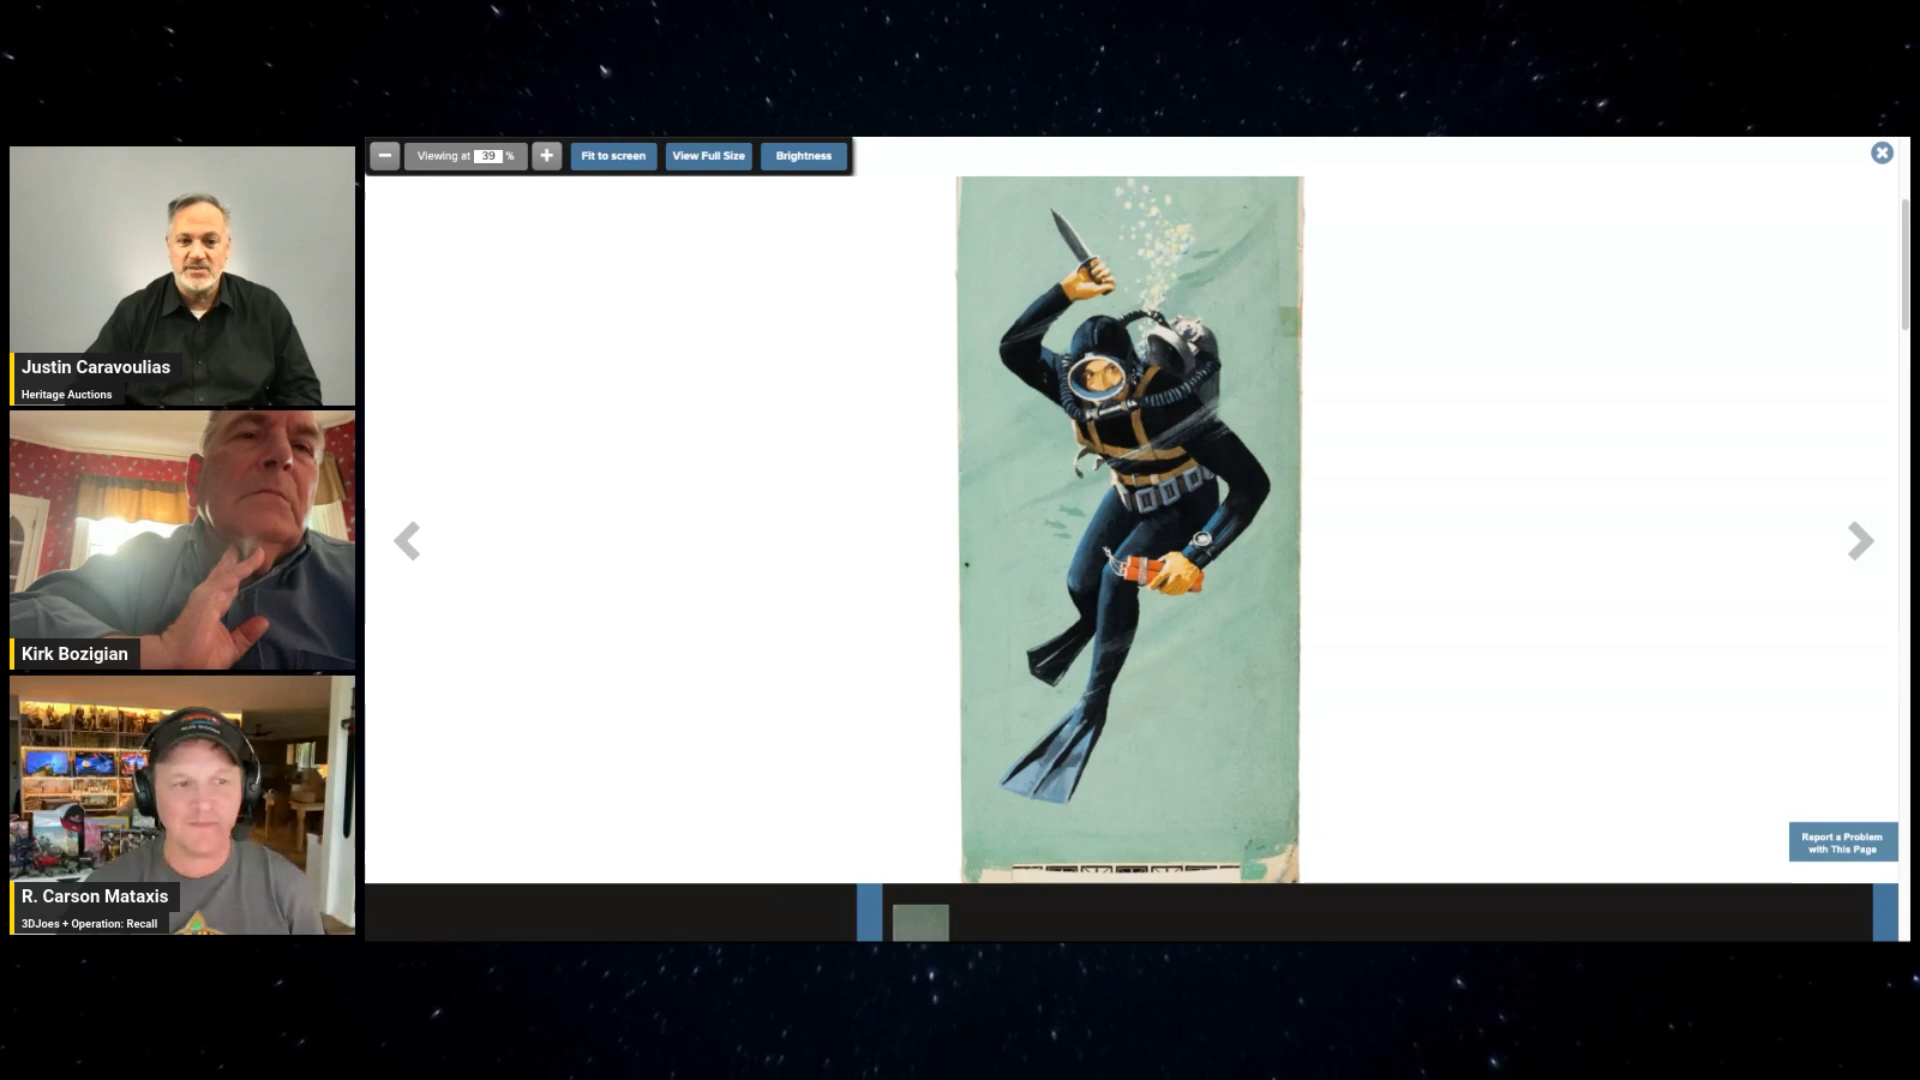 Viewing at 39 %
Fit to screen
View Full Size
Brightness
Justin Caravoulias
Heritage Auctions
Kirk Bozigian
R. Carson Mataxis
3DJoes + Operation: Recall
Report a Problem
with This Page